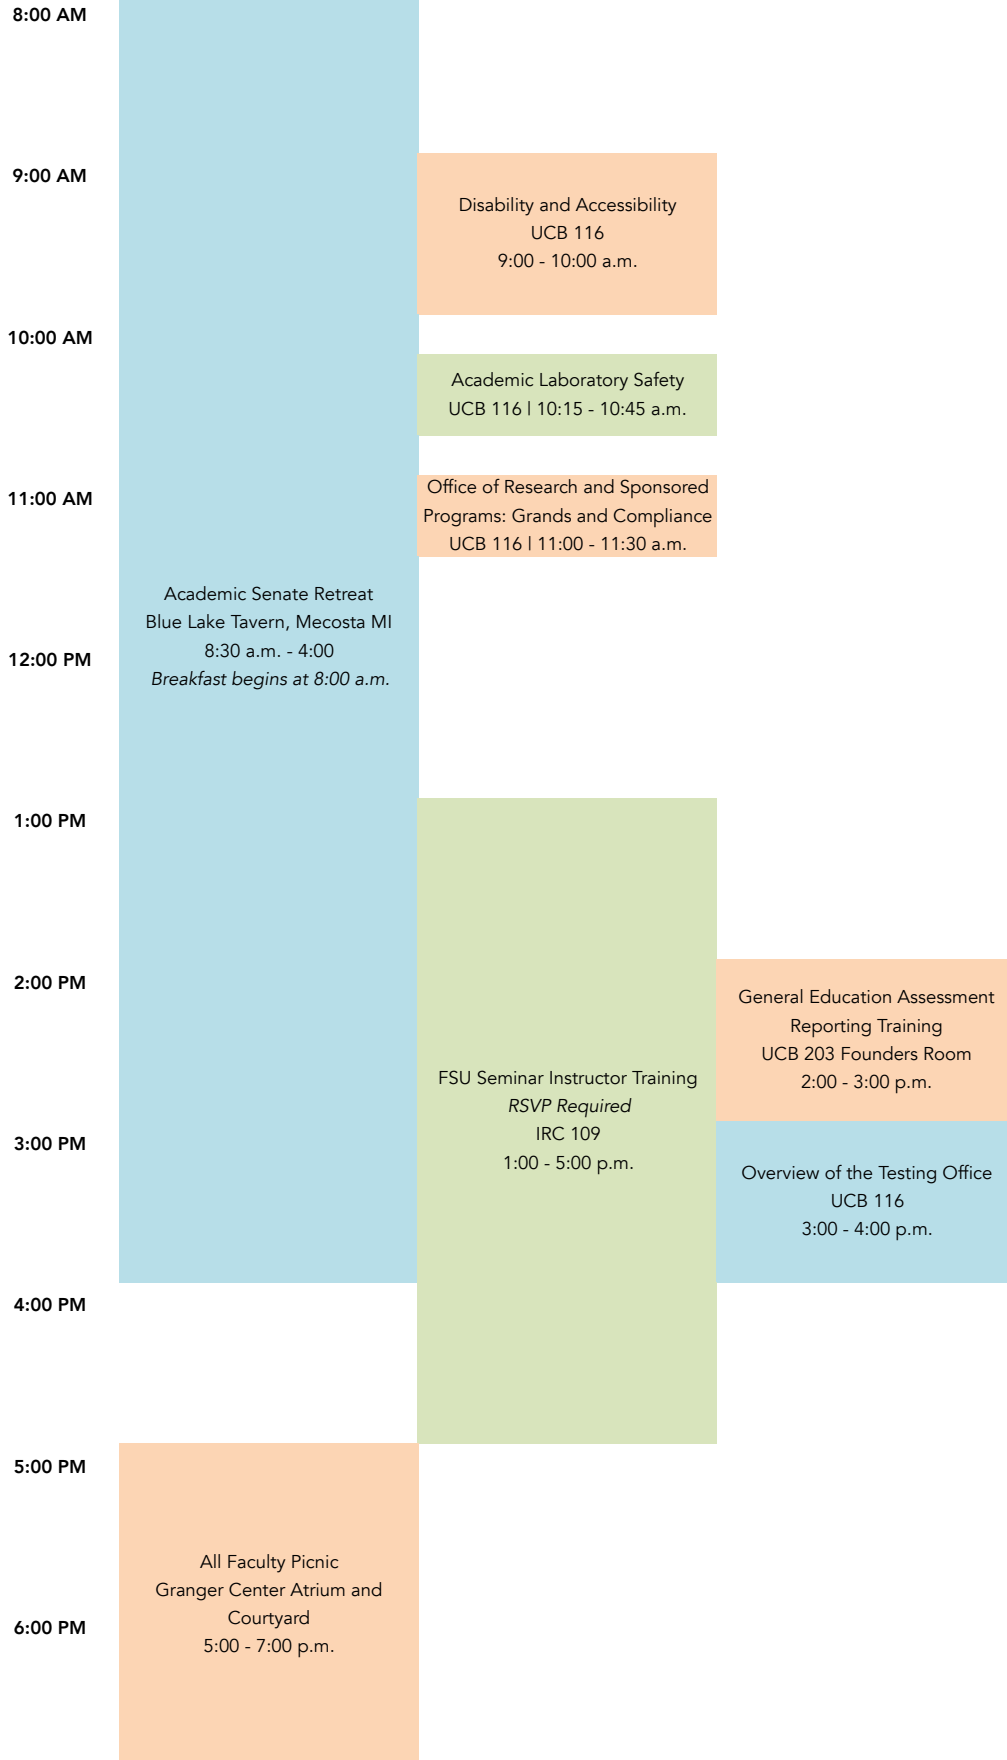 8:00 AM
9:00 AM
Disability and Accessibility
UCB 116
9:00 - 10:00 a.m.
10:00 AM
Academic Laboratory Safety
UCB 116 | 10:15 - 10:45 a.m.
11:00 AM
Office of Research and Sponsored
Programs: Grands and Compliance
UCB 116 | 11:00 - 11:30 a.m.
Academic Senate Retreat
Blue Lake Tavern, Mecosta MI
8:30 a.m. - 4:00
Breakfast begins at 8:00 a.m.
12:00 PM
1:00 PM
2:00 PM
General Education Assessment
Reporting Training
UCB 203 Founders Room
2:00 - 3:00 p.m.
FSU Seminar Instructor Training
RSVP Required
IRC 109
1:00 - 5:00 p.m.
3:00 PM
Overview of the Testing Office
UCB 116
3:00 - 4:00 p.m.
4:00 PM
5:00 PM
All Faculty Picnic
Granger Center Atrium and
Courtyard
5:00 - 7:00 p.m.
6:00 PM